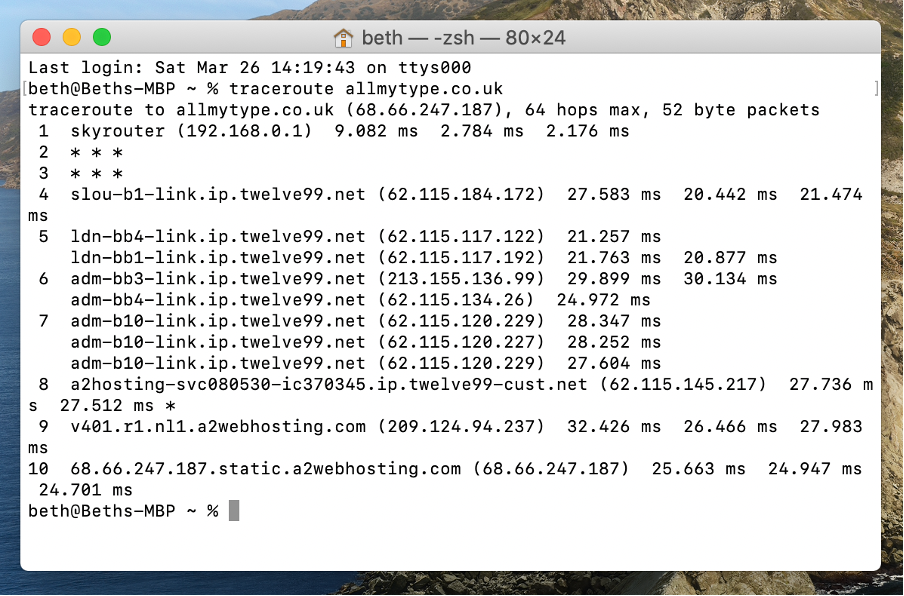 beth — -zsh — 80×24
Last login: Sat Mar 26 14:19:43 on ttys000
[beth@Beths-MBP ~ % traceroute allmytype.co.uk ]
traceroute to allmytype.co.uk (68.66.247.187), 64 hops max, 52 byte packets
 1  skyrouter (192.168.0.1)  9.082 ms  2.784 ms  2.176 ms
 2  * * *
 3  * * *
 4  slou-b1-link.ip.twelve99.net (62.115.184.172)  27.583 ms  20.442 ms  21.474
ms
 5  ldn-bb4-link.ip.twelve99.net (62.115.117.122)  21.257 ms
    ldn-bb1-link.ip.twelve99.net (62.115.117.192)  21.763 ms  20.877 ms
 6  adm-bb3-link.ip.twelve99.net (213.155.136.99)  29.899 ms  30.134 ms
    adm-bb4-link.ip.twelve99.net (62.115.134.26)  24.972 ms
 7  adm-b10-link.ip.twelve99.net (62.115.120.229)  28.347 ms
    adm-b10-link.ip.twelve99.net (62.115.120.227)  28.252 ms
    adm-b10-link.ip.twelve99.net (62.115.120.229)  27.604 ms
 8  a2hosting-svc080530-ic370345.ip.twelve99-cust.net (62.115.145.217)  27.736 m
s  27.512 ms *
 9  v401.r1.nl1.a2webhosting.com (209.124.94.237)  32.426 ms  26.466 ms  27.983
ms
10  68.66.247.187.static.a2webhosting.com (68.66.247.187)  25.663 ms  24.947 ms
 24.701 ms
beth@Beths-MBP ~ %